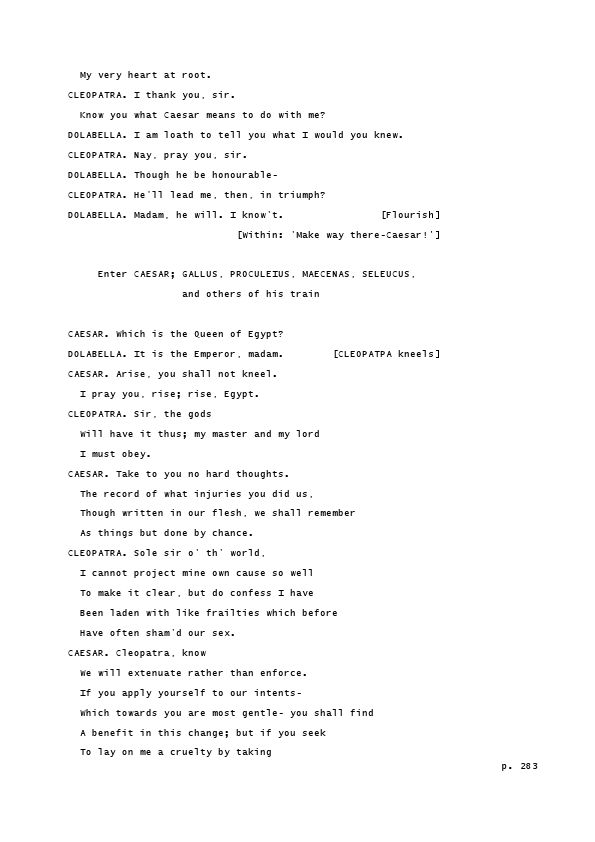 My very heart at root.
CLEOPATRA. I thank you, sir.
Know you what Caesar means to do with me?
DOLABELLA. I am loath to tell you what I would you knew.
CLEOPATRA. Nay, pray you, sir.
DOLABELLA. Though he be honourable-
CLEOPATRA. He'll lead me, then, in triumph?
DOLABELLA. Madam, he will. I know't. [Flourish]
[Within: 'Make way there-Caesar!']
Enter CAESAR; GALLUS, PROCULEIUS, MAECENAS, SELEUCUS,
and others of his train
CAESAR. Which is the Queen of Egypt?
DOLABELLA. It is the Emperor, madam. [CLEOPATPA kneels]
CAESAR. Arise, you shall not kneel.
I pray you, rise; rise, Egypt.
CLEOPATRA. Sir, the gods
Will have it thus; my master and my lord
I must obey.
CAESAR. Take to you no hard thoughts.
The record of what injuries you did us,
Though written in our flesh, we shall remember
As things but done by chance.
CLEOPATRA. Sole sir o' th' world,
I cannot project mine own cause so well
To make it clear, but do confess I have
Been laden with like frailties which before
Have often sham'd our sex.
CAESAR. Cleopatra, know
We will extenuate rather than enforce.
If you apply yourself to our intents-
Which towards you are most gentle- you shall find
A benefit in this change; but if you seek
To lay on me a cruelty by taking
p. 283